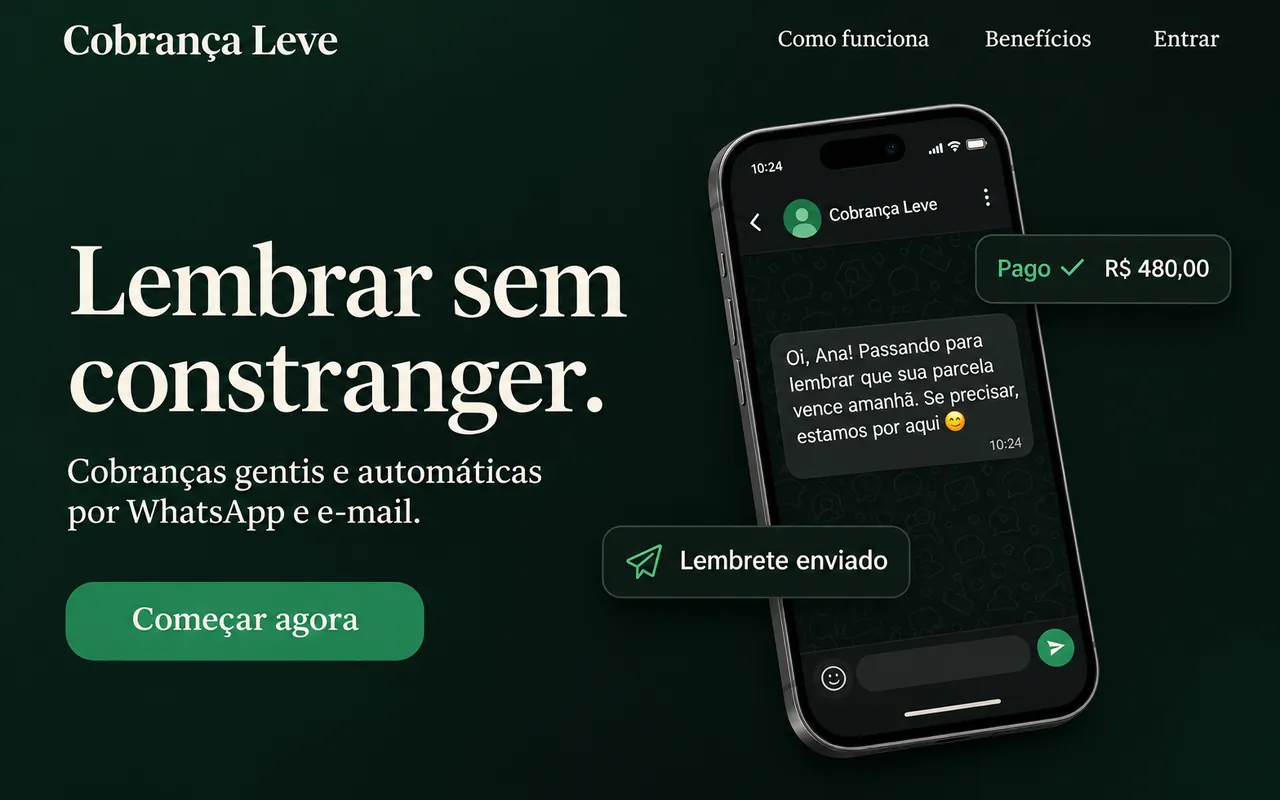 Cobrança Leve
Como funciona
Benefícios
Entrar
Lembrar sem
constranger.
Cobranças gentis e automáticas
por WhatsApp e e-mail.
Começar agora
10:24
Cobrança Leve
Pago R$ 480,00
Oi, Ana! Passando para
lembrar que sua parcela
vence amanhã. Se precisar,
estamos por aqui 😊
10:24
Lembrete enviado